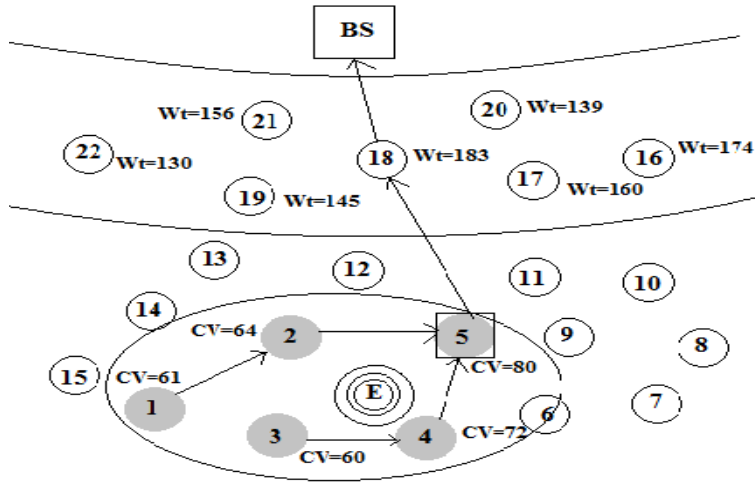 BS
20 Wt=139
Wt=156 21
22 Wt=130
18 Wt=183
16 Wt=174
17 Wt=160
19 Wt=145
13
12
11
10
14
CV=64 2
5
9
8
15
CV=61
CV=80
1
E
3
4
CV=72
6
7
CV=60